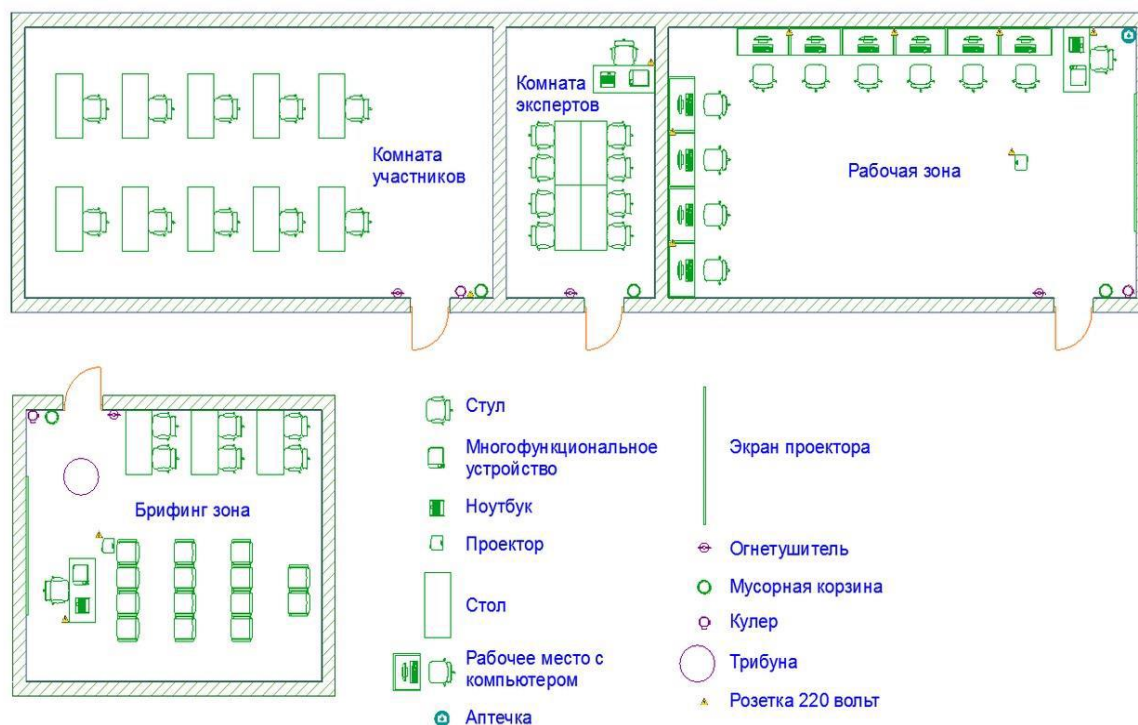 Комната
участников
Комната
экспертов
Рабочая зона
Брифинг зона
Стул
Многофункциональное
устройство
Ноутбук
Проектор
Стол
Рабочее место с
компьютером
Аптечка
Экран проектора
Огнетушитель
Мусорная корзина
Кулер
Трибуна
Розетка 220 вольт